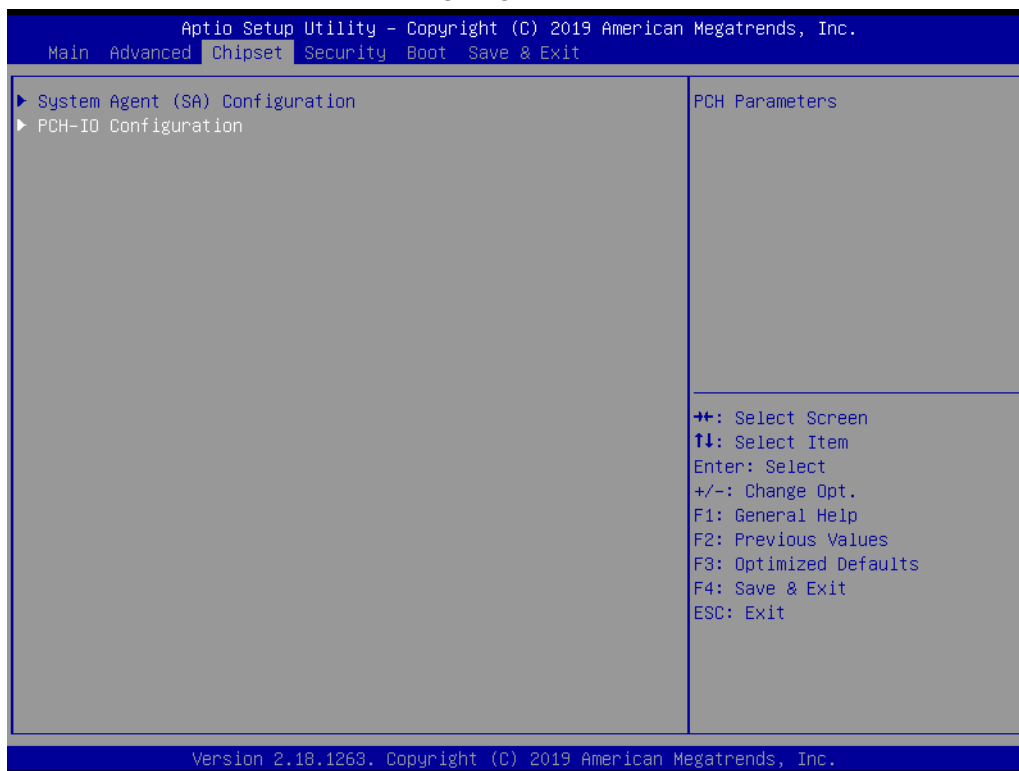 Aptio Setup Utility – Copyright (C) 2019 American Megatrends, Inc.
Main Advanced Chipset Security Boot Save & Exit
▶ System Agent (SA) Configuration
▶ PCH-IO Configuration
PCH Parameters
→←: Select Screen
↑↓: Select Item
Enter: Select
+/-: Change Opt.
F1: General Help
F2: Previous Values
F3: Optimized Defaults
F4: Save & Exit
ESC: Exit
Version 2.18.1263. Copyright (C) 2019 American Megatrends, Inc.